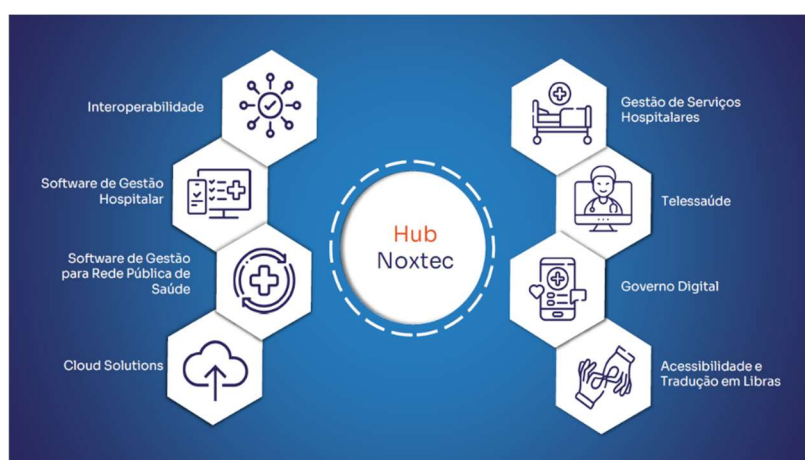 Interoperabilidade
Software de Gestão
Hospitalar
Software de Gestão
para Rede Pública de
Saúde
Cloud Solutions
Hub
Noxtec
Gestão de Serviços
Hospitalares
Telessaúde
Governo Digital
Acessibilidade e
Tradução em Libras